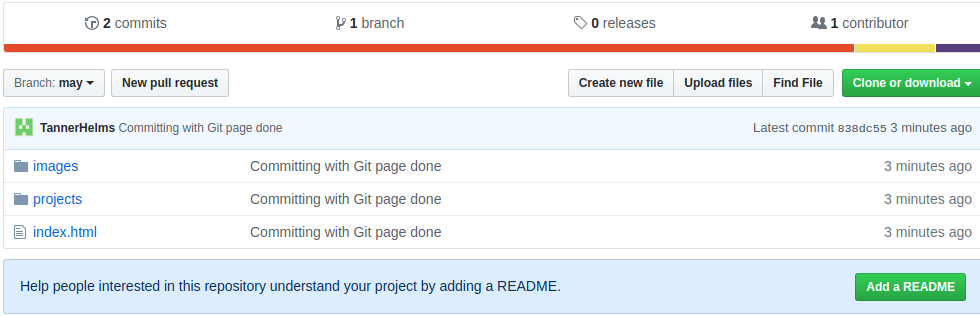 2 commits 1 branch 0 releases 1 contributor
Branch: may New pull request Create new file Upload files Find File Clone or download
TannerHelms Committing with Git page done Latest commit 838dc55 3 minutes ago
images Committing with Git page done 3 minutes ago
projects Committing with Git page done 3 minutes ago
index.html Committing with Git page done 3 minutes ago
Help people interested in this repository understand your project by adding a README. Add a README